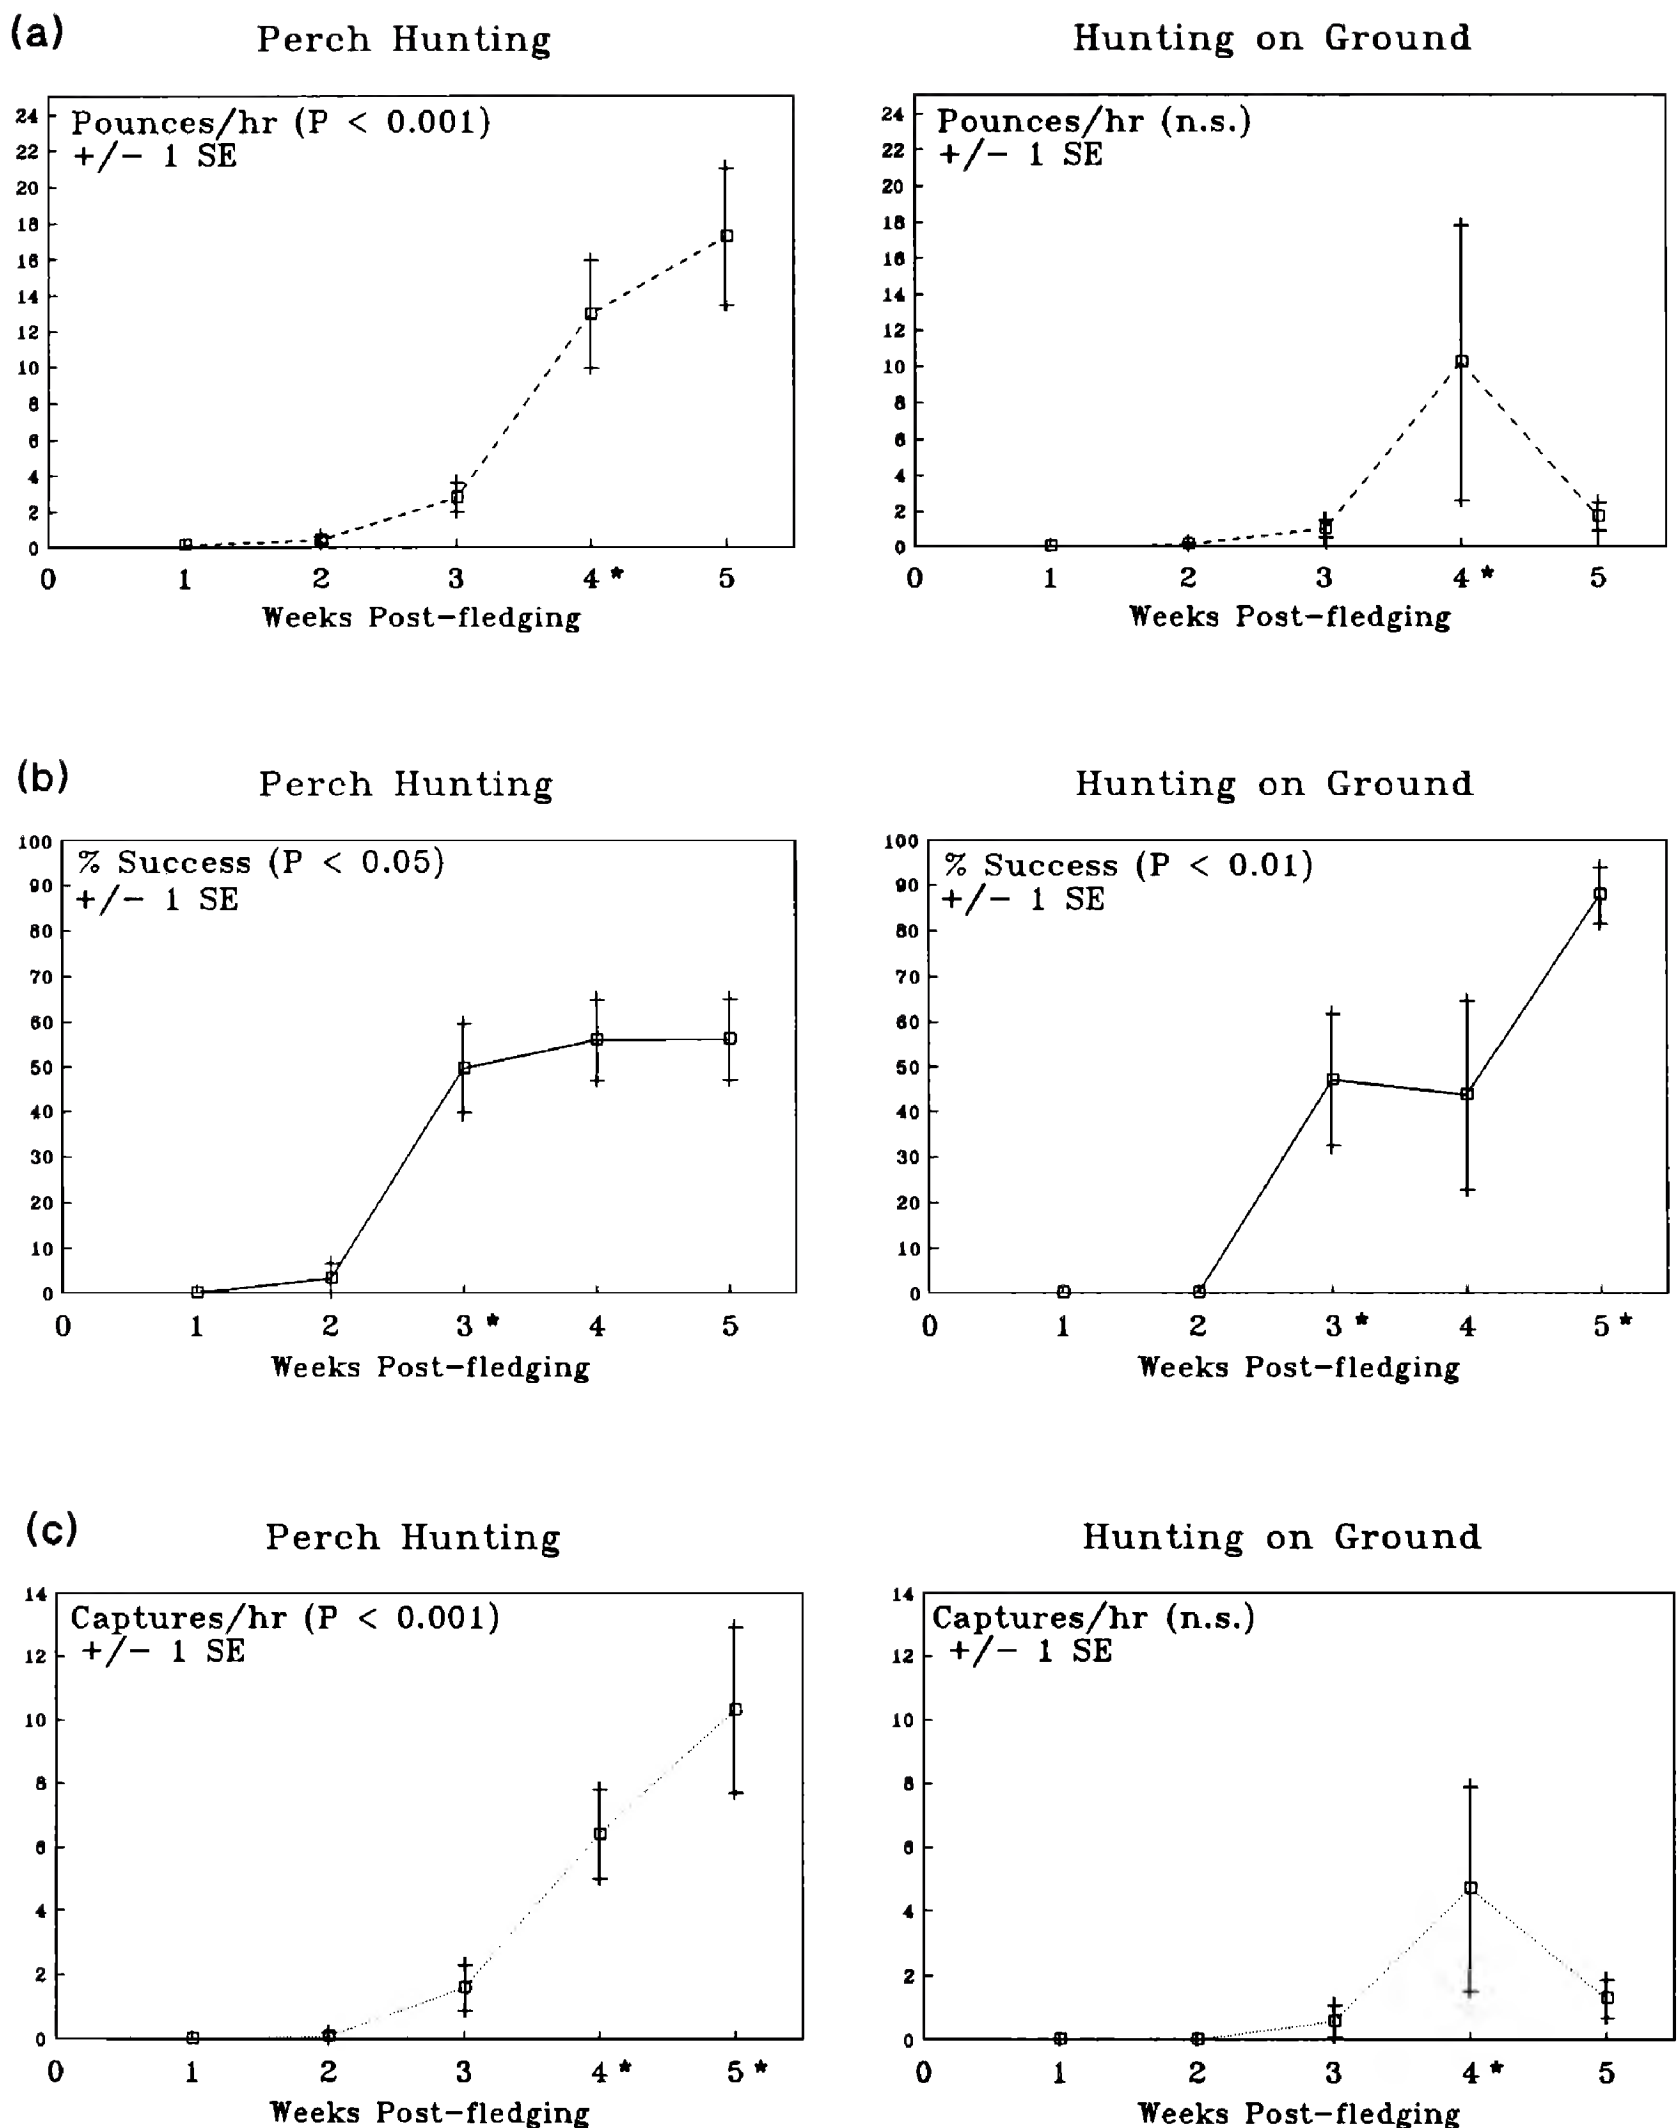 (a)
Perch Hunting
Hunting on Ground
Pounces/hr (P < 0.001)
+/- 1 SE
24
22
20
18
16
14
12
10
8
6
4
2
0
0 1 2 3 4 * 5
Weeks Post-fledging
Pounces/hr (n.s.)
+/- 1 SE
24
22
20
18
16
14
12
10
8
6
4
2
0
0 1 2 3 4 * 5
Weeks Post-fledging
(b)
Perch Hunting
Hunting on Ground
% Success (P < 0.05)
+/- 1 SE
100
90
80
70
60
50
40
30
20
10
0
0 1 2 3 * 4 5
Weeks Post-fledging
% Success (P < 0.01)
+/- 1 SE
100
90
80
70
60
50
40
30
20
10
0
0 1 2 3 * 4 5 *
Weeks Post-fledging
(c)
Perch Hunting
Hunting on Ground
Captures/hr (P < 0.001)
+/- 1 SE
14
12
10
8
6
4
2
0
0 1 2 3 4 * 5 *
Weeks Post-fledging
Captures/hr (n.s.)
+/- 1 SE
14
12
10
8
6
4
2
0
0 1 2 3 4 * 5
Weeks Post-fledging